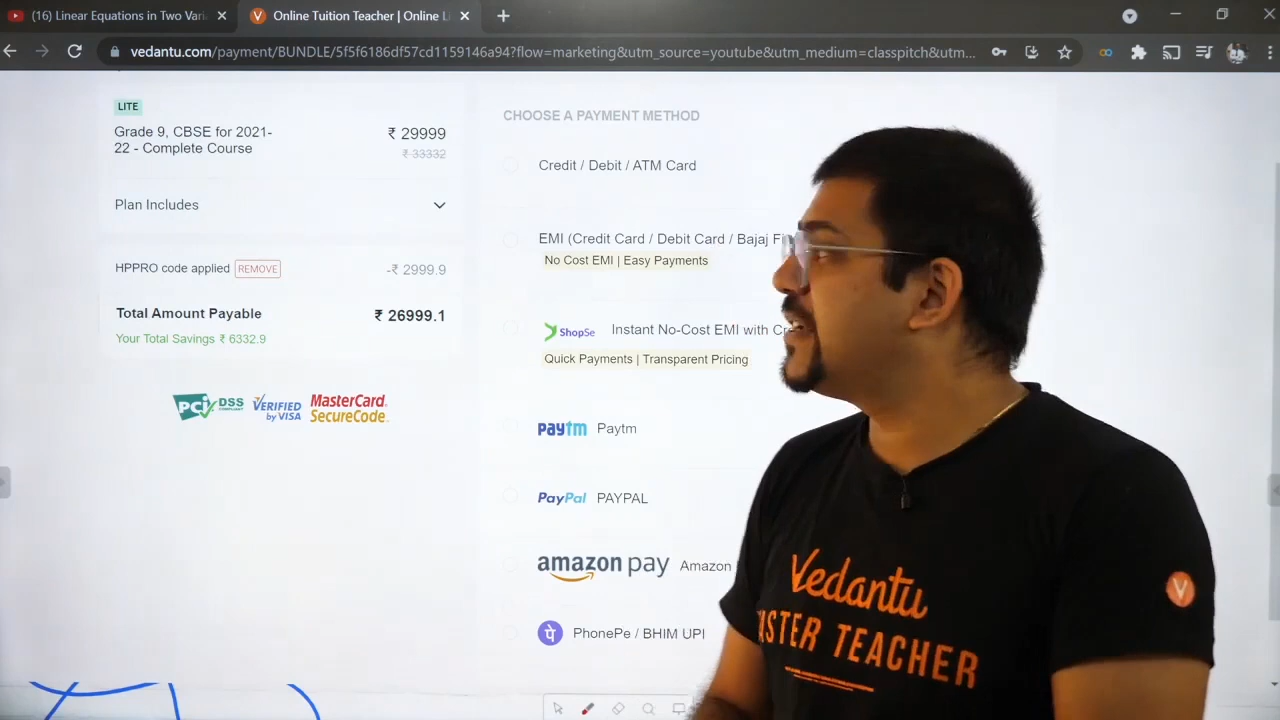 (16) Linear Equations in Two Vari
Online Tuition Teacher | Online L
vedantu.com/payment/BUNDLE/5f5f6186df57cd1159146a94?flow=marketing&utm_source=youtube&utm_medium=classpitch&utm...
LITE
Grade 9, CBSE for 2021-
22 - Complete Course
₹ 29999
₹ 33332
Plan Includes
HPPRO code applied REMOVE -₹ 2999.9
Total Amount Payable ₹ 26999.1
Your Total Savings ₹ 6332.9
PCI DSS COMPLIANT
VERIFIED by VISA
MasterCard.
SecureCode.
CHOOSE A PAYMENT METHOD
Credit / Debit / ATM Card
EMI (Credit Card / Debit Card / Bajaj Fi
No Cost EMI | Easy Payments
ShopSe Instant No-Cost EMI with Cr
Quick Payments | Transparent Pricing
paytm Paytm
PayPal PAYPAL
amazon pay Amazon
पे PhonePe / BHIM UPI
Vedantu
STER TEACHER
V